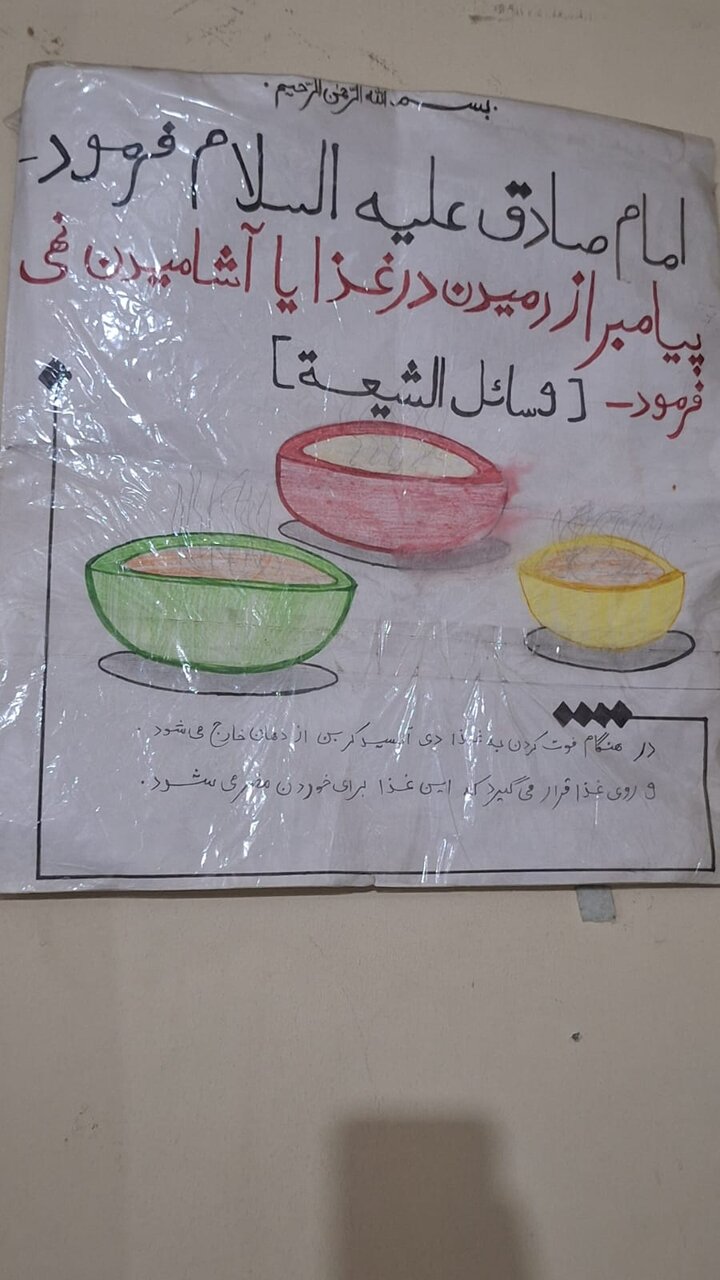 بسم الله الرحمن الرحیم
امام صادق علیه السلام فرمود-
پیامبر از دمیدن در غذا یا آشامیدن نهی
فرمود- [وسائل الشیعة]
در هنگام فوت کردن به غذا دی اکسید کربن از دهان خارج می‌شود.
و روی غذا قرار می‌گیرد که این غذا برای خوردن مضر می‌شود.